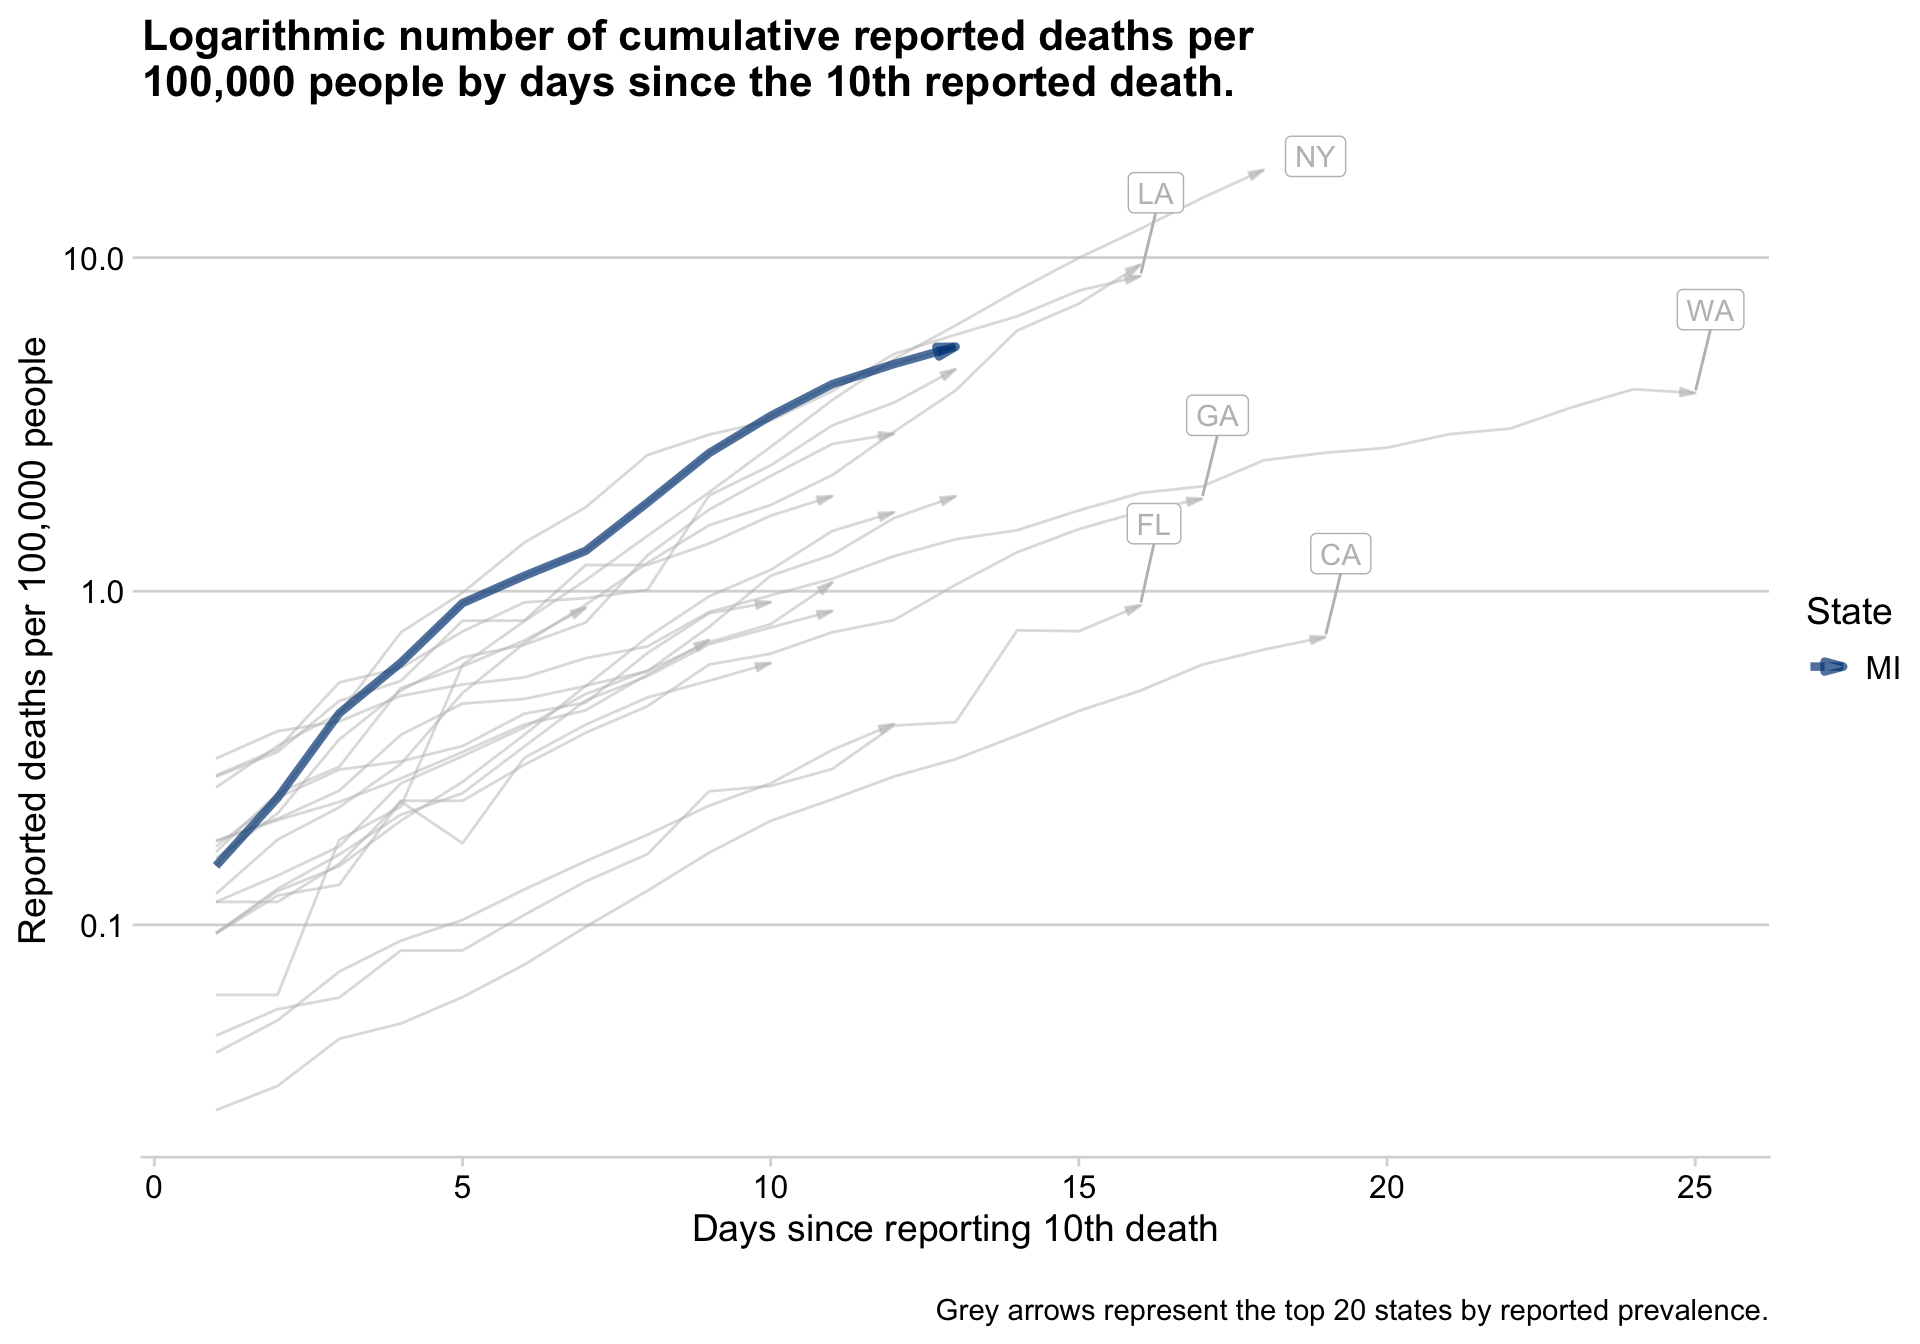 Logarithmic number of cumulative reported deaths per
100,000 people by days since the 10th reported death.
NY
LA
10.0
WA
GA
FL
CA
1.0
0.1
Reported deaths per 100,000 people
State
MI
0 5 10 15 20 25
Days since reporting 10th death
Grey arrows represent the top 20 states by reported prevalence.